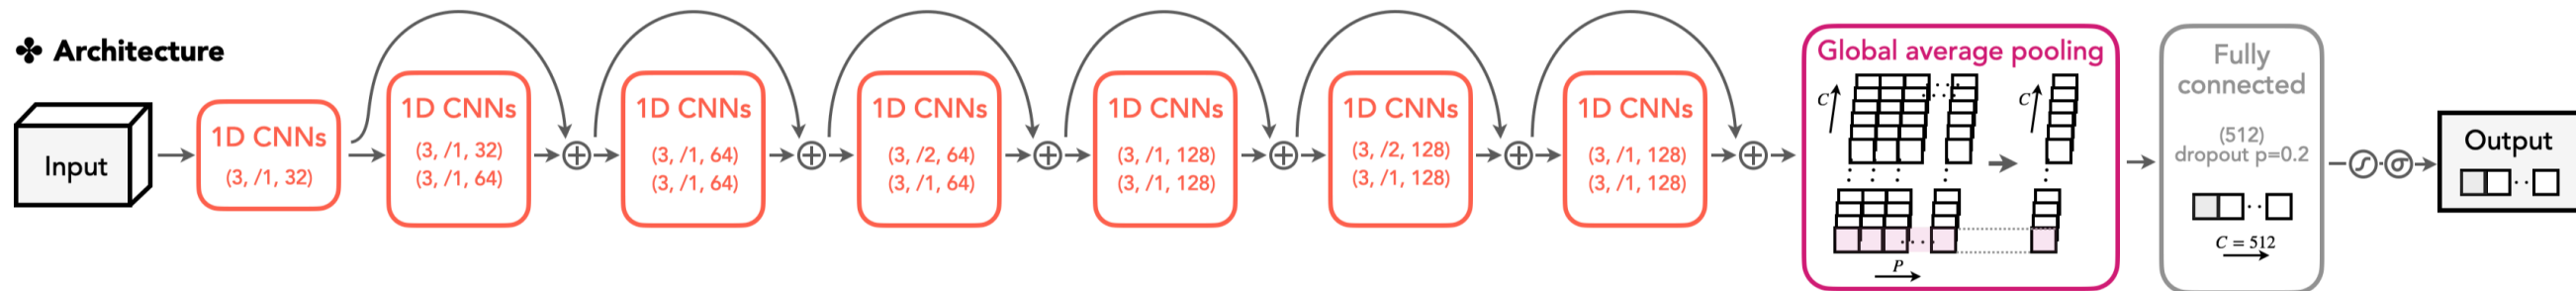 ✤ Architecture
Input
1D CNNs
(3, /1, 32)
1D CNNs
(3, /1, 32)
(3, /1, 64)
1D CNNs
(3, /1, 64)
(3, /1, 64)
1D CNNs
(3, /2, 64)
(3, /1, 64)
1D CNNs
(3, /1, 128)
(3, /1, 128)
1D CNNs
(3, /2, 128)
(3, /1, 128)
1D CNNs
(3, /1, 128)
(3, /1, 128)
Global average pooling
C
C
P
Fully
connected
(512)
dropout p=0.2
C = 512
σ
Output